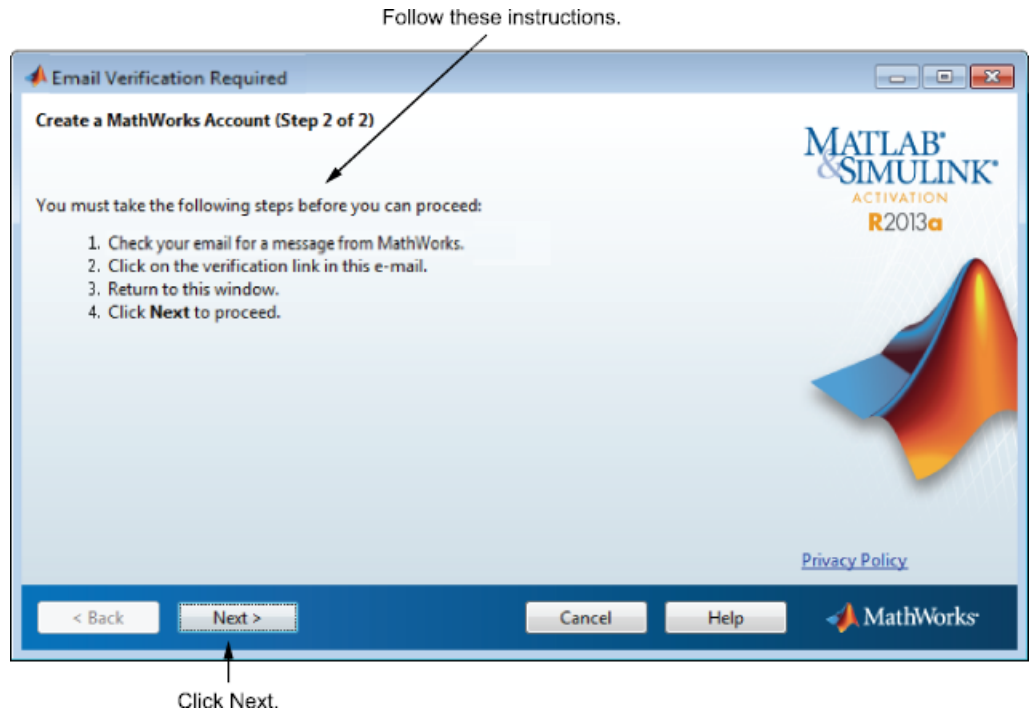 Follow these instructions.
Email Verification Required
Create a MathWorks Account (Step 2 of 2)
MATLAB®
&SIMULINK®
ACTIVATION
R2013a
You must take the following steps before you can proceed:
1. Check your email for a message from MathWorks.
2. Click on the verification link in this e-mail.
3. Return to this window.
4. Click Next to proceed.
Privacy Policy
< Back Next > Cancel Help MathWorks®
Click Next.